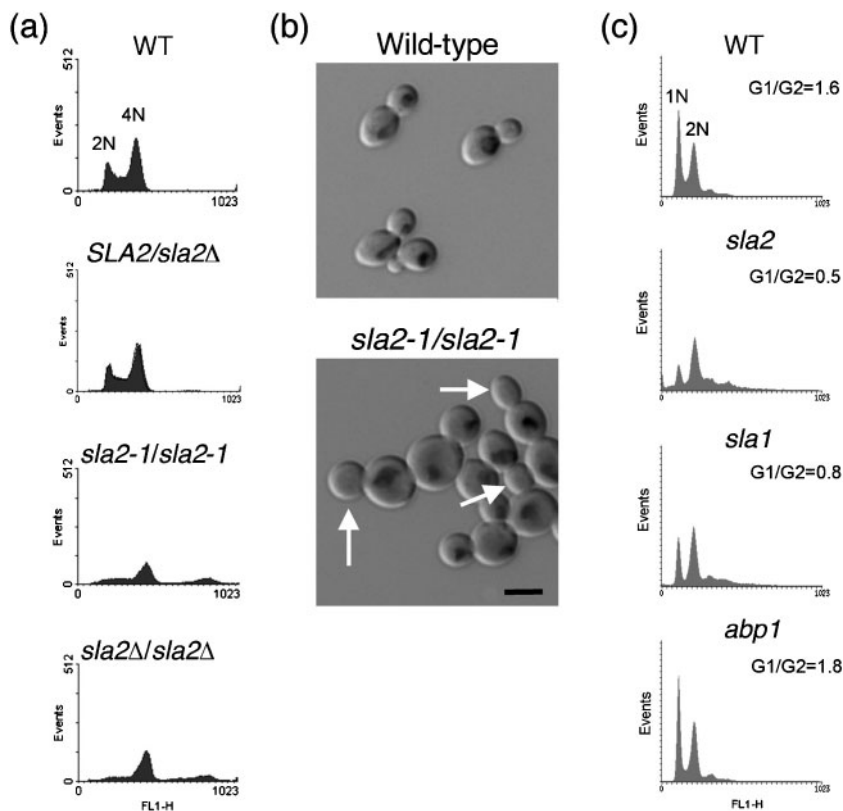 (a)
WT
512
Events
2N
4N
0
0
1023
SLA2/sla2Δ
512
Events
0
0
1023
sla2-1/sla2-1
512
Events
0
0
1023
sla2Δ/sla2Δ
512
Events
0
0
1023
FL1-H
(b)
Wild-type
sla2-1/sla2-1
(c)
WT
G1/G2=1.6
Events
1N
2N
0
1023
sla2
G1/G2=0.5
Events
0
1023
sla1
G1/G2=0.8
Events
0
1023
abp1
G1/G2=1.8
Events
0
1023
FL1-H